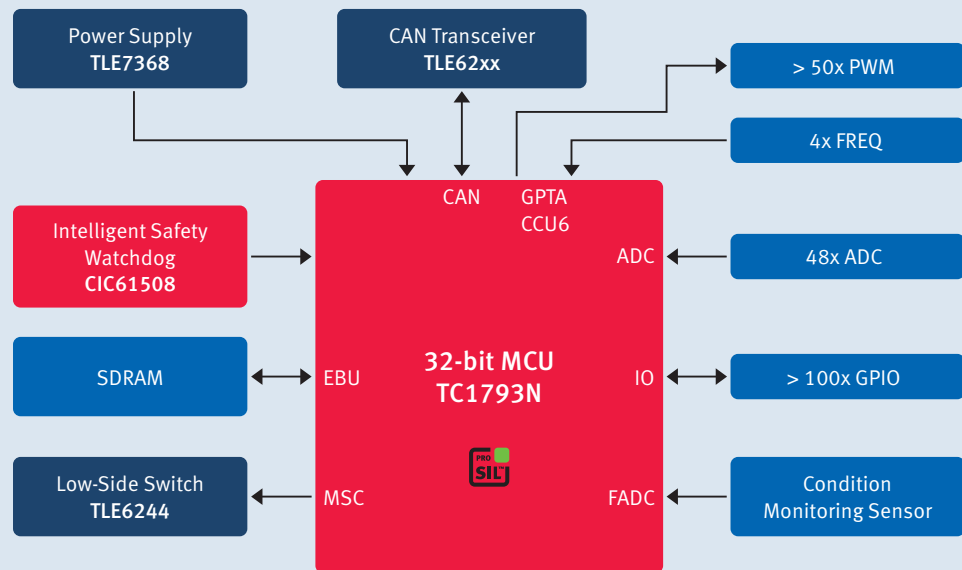 Power Supply
TLE7368
CAN Transceiver
TLE62xx
> 50x PWM
4x FREQ
Intelligent Safety
Watchdog
CIC61508
CAN
GPTA
CCU6
ADC
48x ADC
SDRAM
EBU
32-bit MCU
TC1793N
IO
> 100x GPIO
PRO
SIL™
Low-Side Switch
TLE6244
MSC
FADC
Condition
Monitoring Sensor